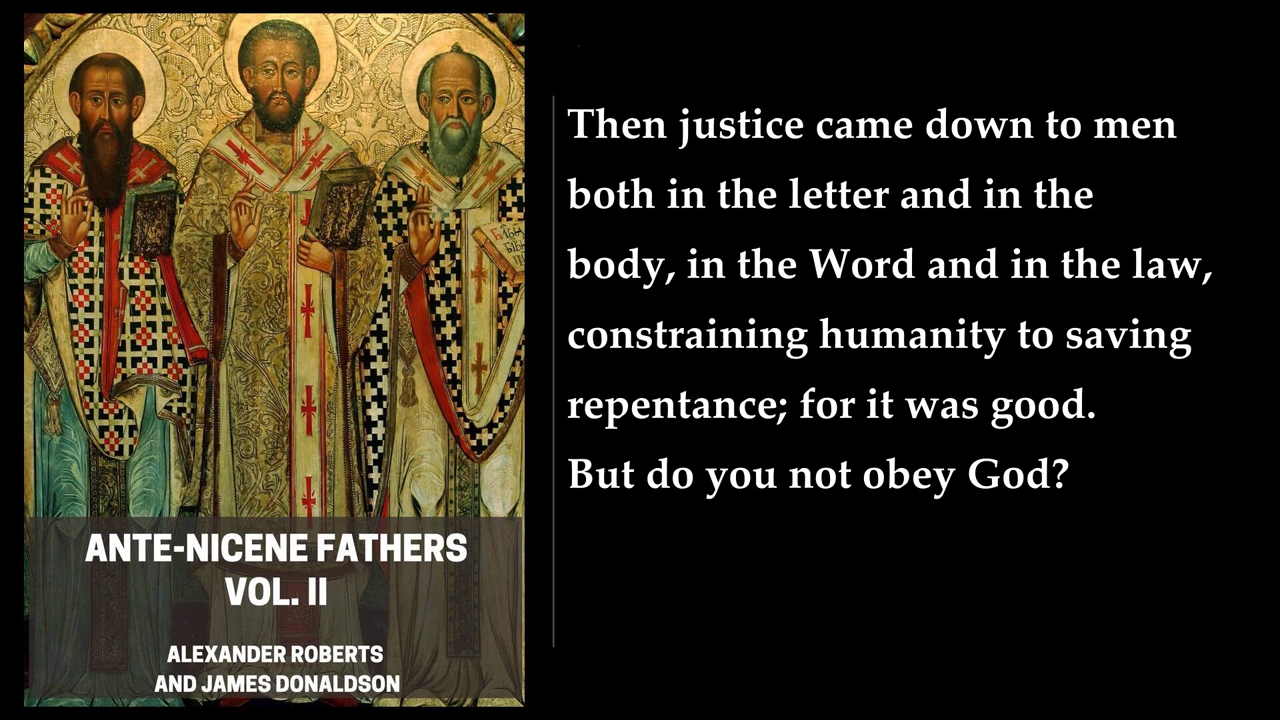 Then justice came down to men
both in the letter and in the
body, in the Word and in the law,
constraining humanity to saving
repentance; for it was good.
But do you not obey God?
ANTE-NICENE FATHERS
VOL. II
ALEXANDER ROBERTS
AND JAMES DONALDSON